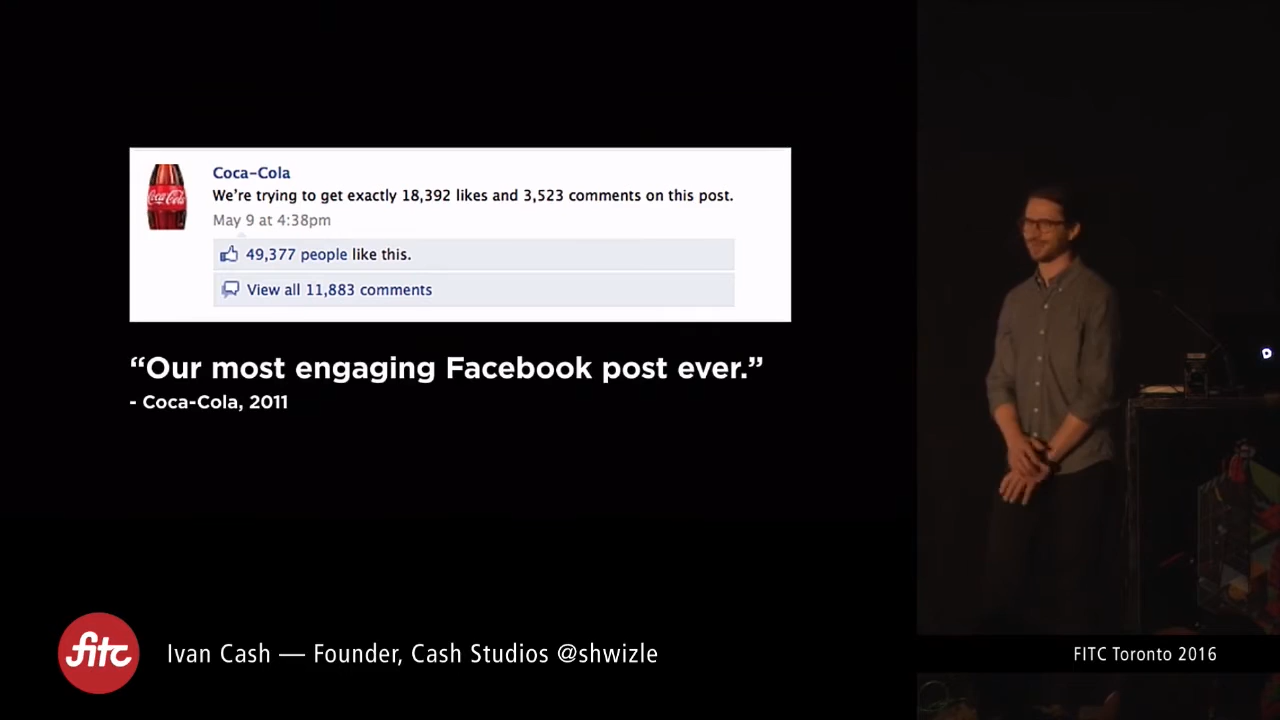 Coca-Cola
We're trying to get exactly 18,392 likes and 3,523 comments on this post.
May 9 at 4:38pm
49,377 people like this.
View all 11,883 comments
“Our most engaging Facebook post ever.”
- Coca-Cola, 2011
fitc
Ivan Cash — Founder, Cash Studios @shwizle
FITC Toronto 2016
Coca-Cola